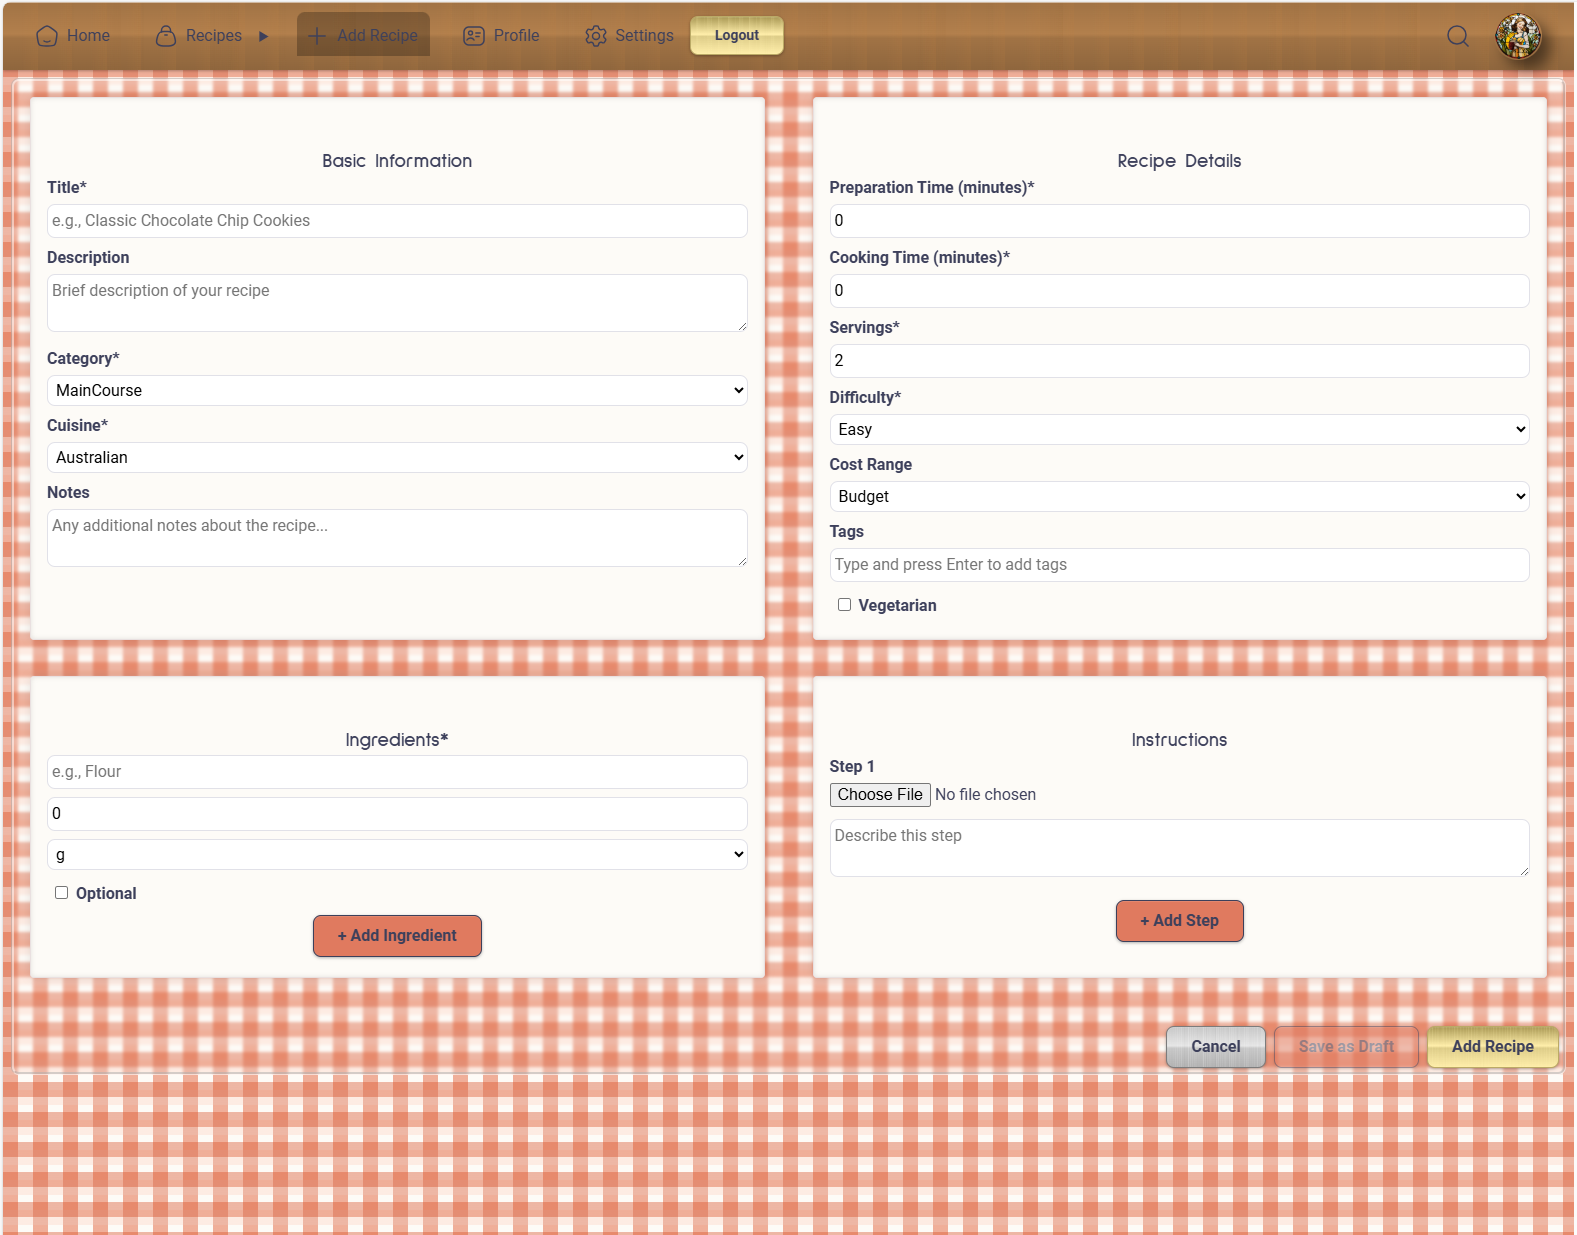 Home
Recipes
Add Recipe
Profile
Settings
Logout
Basic Information
Title*
e.g., Classic Chocolate Chip Cookies
Description
Brief description of your recipe
Category*
MainCourse
Cuisine*
Australian
Notes
Any additional notes about the recipe...
Recipe Details
Preparation Time (minutes)*
0
Cooking Time (minutes)*
0
Servings*
2
Difficulty*
Easy
Cost Range
Budget
Tags
Type and press Enter to add tags
Vegetarian
Ingredients*
e.g., Flour
0
g
Optional
+ Add Ingredient
Instructions
Step 1
Choose File No file chosen
Describe this step
+ Add Step
Cancel
Save as Draft
Add Recipe